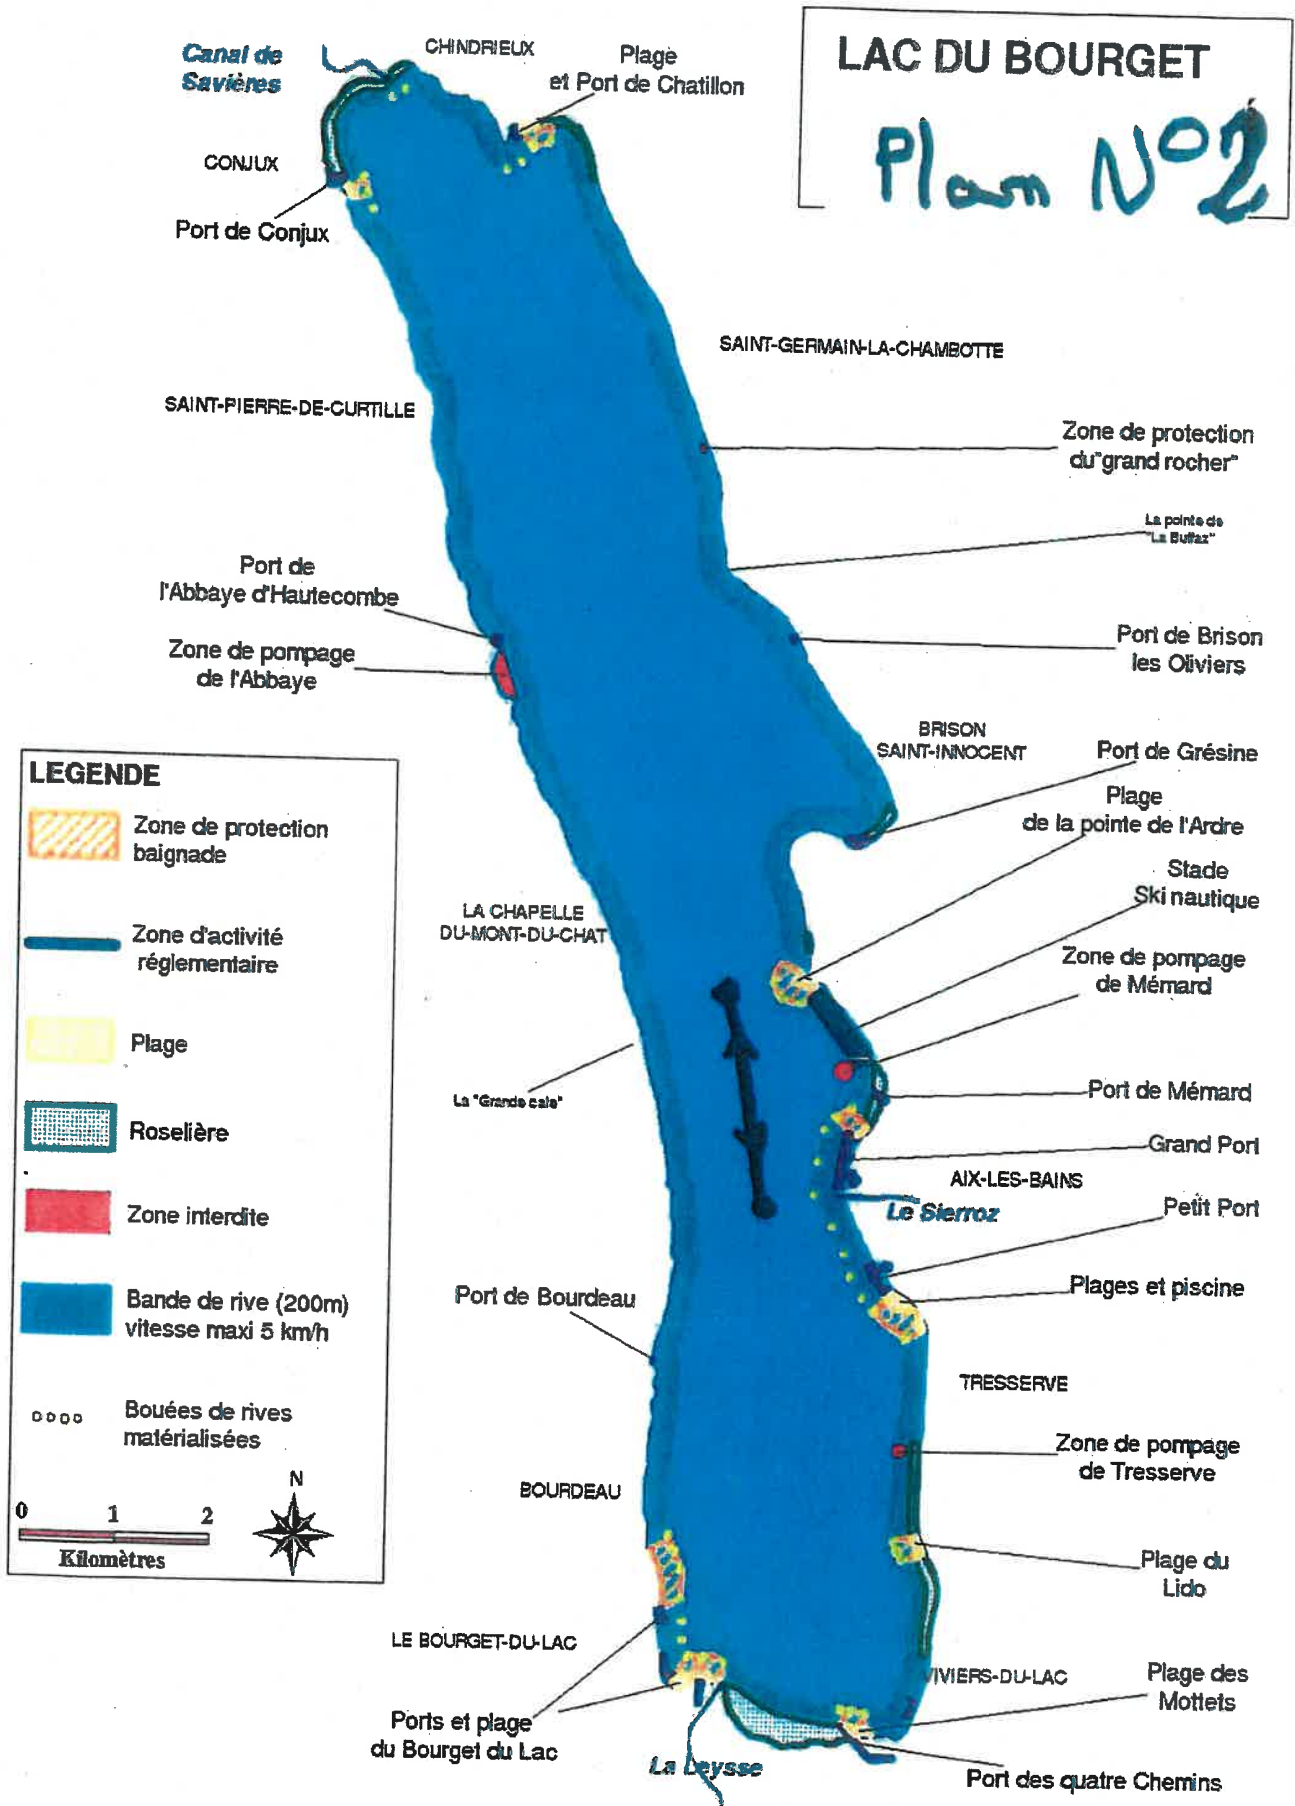 LAC DU BOURGET
Plan N°2
Canal de
Savières
CHINDRIEUX
Plage
et Port de Chatillon
CONJUX
Port de Conjux
SAINT-GERMAIN-LA-CHAMBOTTE
SAINT-PIERRE-DE-CURTILLE
Zone de protection
du"grand rocher"
La pointe de
"La Buffaz"
Port de
l'Abbaye d'Hautecombe
Port de Brison
les Oliviers
Zone de pompage
de l'Abbaye
BRISON
SAINT-INNOCENT
Port de Grésine
Plage
de la pointe de l'Ardre
Stade
Ski nautique
LA CHAPELLE
DU-MONT-DU-CHAT
Zone de pompage
de Mémard
La "Grande cale"
Port de Mémard
Grand Port
AIX-LES-BAINS
Le Sierroz
Petit Port
Plages et piscine
Port de Bourdeau
TRESSERVE
Zone de pompage
de Tresserve
BOURDEAU
Plage du
Lido
LE BOURGET-DU-LAC
VIVIERS-DU-LAC
Plage des
Mottets
Ports et plage
du Bourget du Lac
La Leysse
Port des quatre Chemins
LEGENDE
Zone de protection
baignade
Zone d'activité
réglementaire
Plage
Roselière
Zone interdite
Bande de rive (200m)
vitesse maxi 5 km/h
Bouées de rives
matérialisées
N
0 1 2
Kilomètres